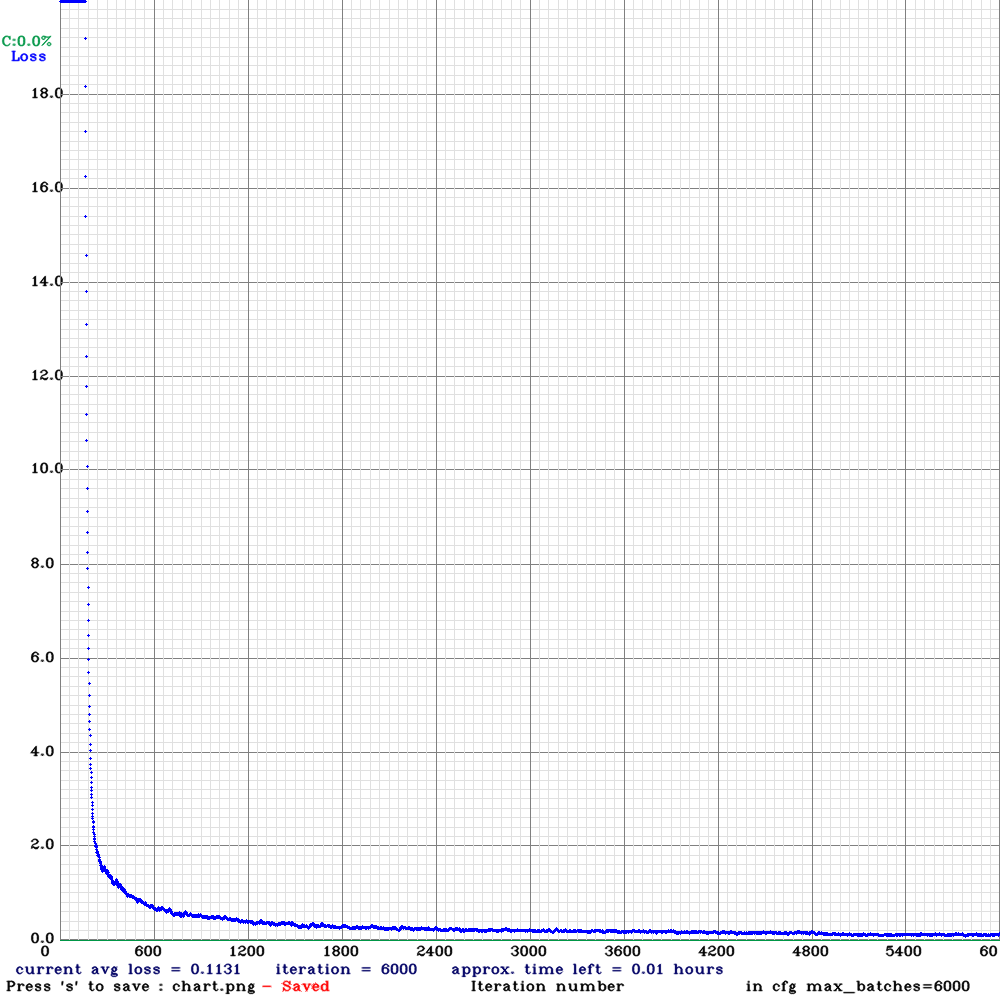 C:0.0%
Loss
18.0
16.0
14.0
12.0
10.0
8.0
6.0
4.0
2.0
0.0
0 600 1200 1800 2400 3000 3600 4200 4800 5400 60
current avg loss = 0.1131 iteration = 6000 approx. time left = 0.01 hours
Press 's' to save : chart.png - Saved Iteration number in cfg max_batches=6000